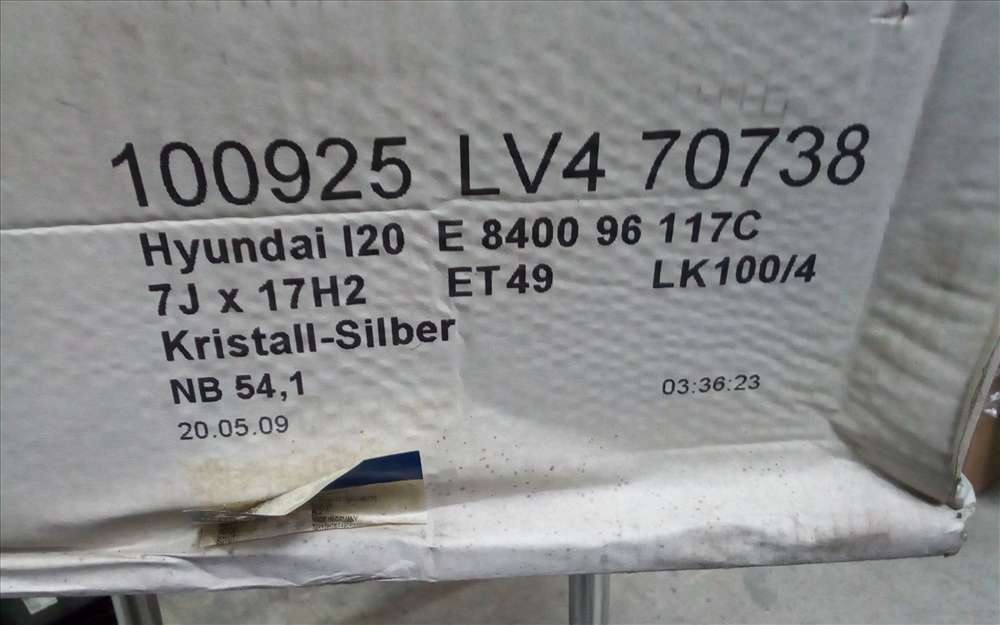 100925 LV4 70738
Hyundai I20 E 8400 96 117C
7J x 17H2 ET49 LK100/4
Kristall-Silber
NB 54,1 03:36:23
20.05.09